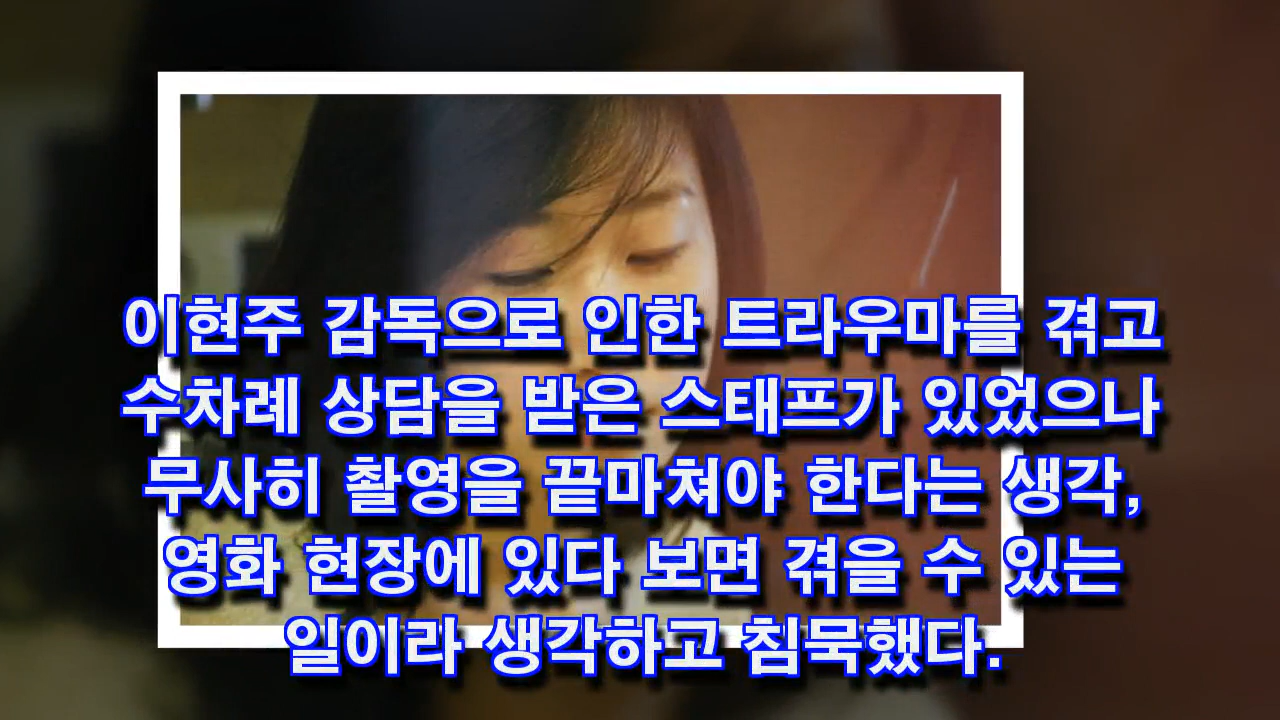 이현주 감독으로 인한 트라우마를 겪고
수차례 상담을 받은 스태프가 있었으나
무사히 촬영을 끝마쳐야 한다는 생각,
영화 현장에 있다 보면 겪을 수 있는
일이라 생각하고 침묵했다.